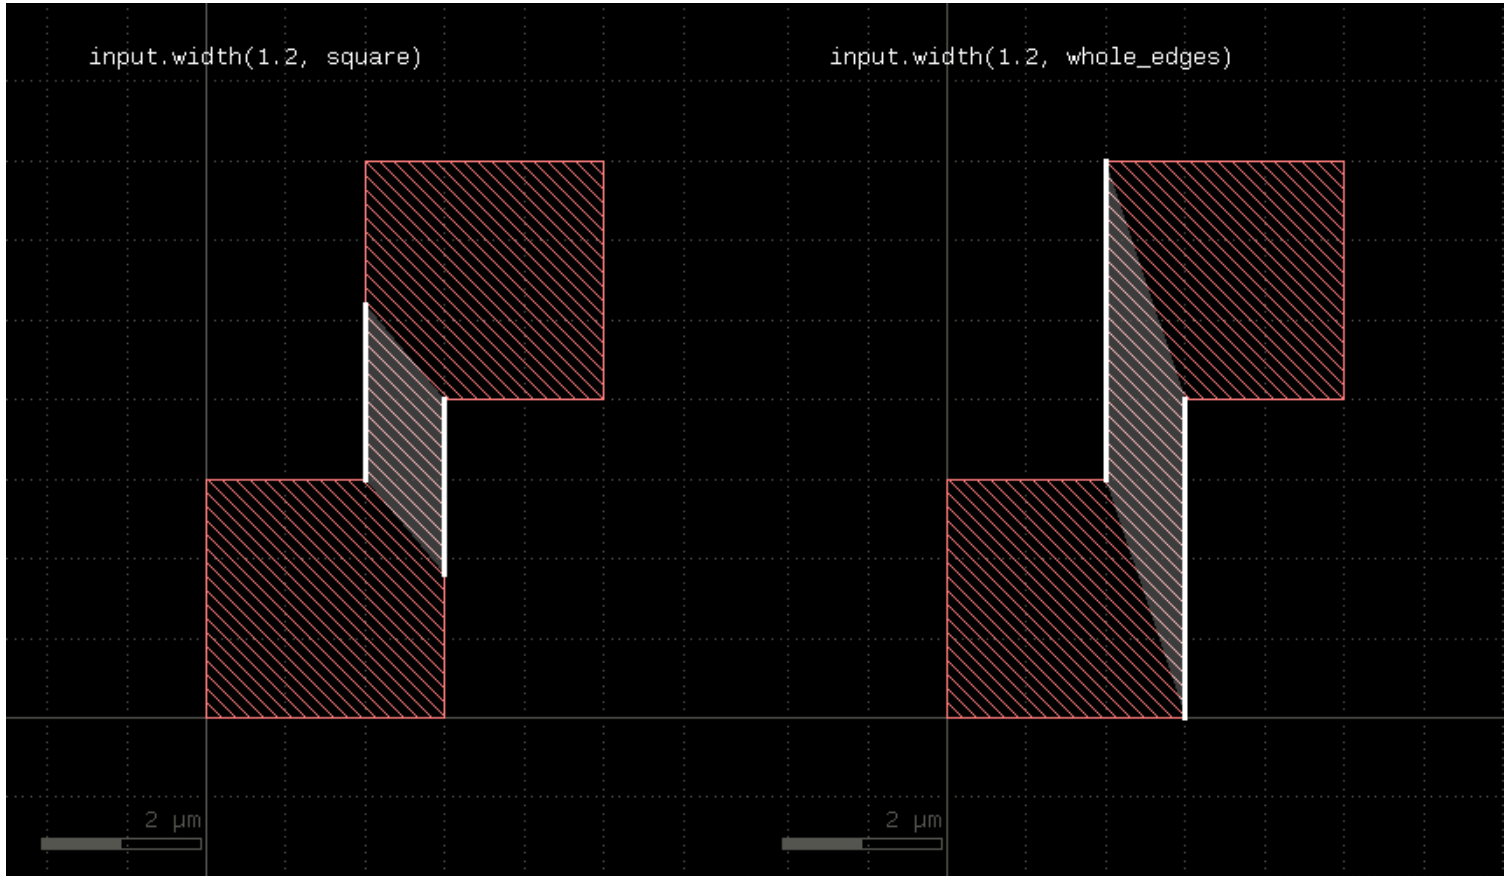 input.width(1.2, square)
input.width(1.2, whole_edges)
2 µm
2 µm